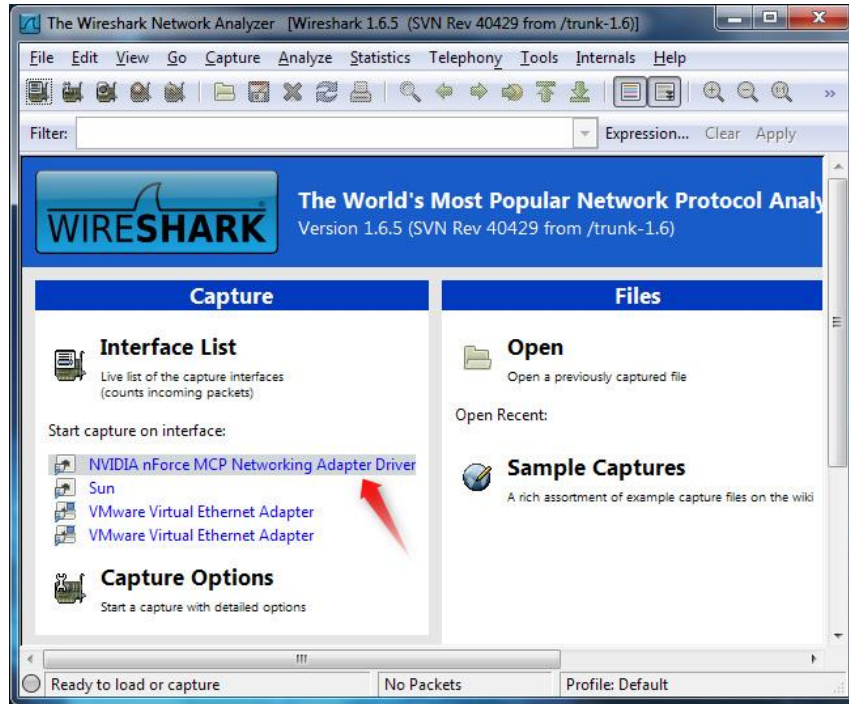 The Wireshark Network Analyzer [Wireshark 1.6.5 (SVN Rev 40429 from /trunk-1.6)]
File Edit View Go Capture Analyze Statistics Telephony Tools Internals Help
Filter: Expression... Clear Apply
WIRESHARK
The World's Most Popular Network Protocol Analy
Version 1.6.5 (SVN Rev 40429 from /trunk-1.6)
Capture
Interface List
Live list of the capture interfaces
(counts incoming packets)
Start capture on interface:
NVIDIA nForce MCP Networking Adapter Driver
Sun
VMware Virtual Ethernet Adapter
VMware Virtual Ethernet Adapter
Capture Options
Start a capture with detailed options
Files
Open
Open a previously captured file
Open Recent:
Sample Captures
A rich assortment of example capture files on the wiki
Ready to load or capture No Packets Profile: Default